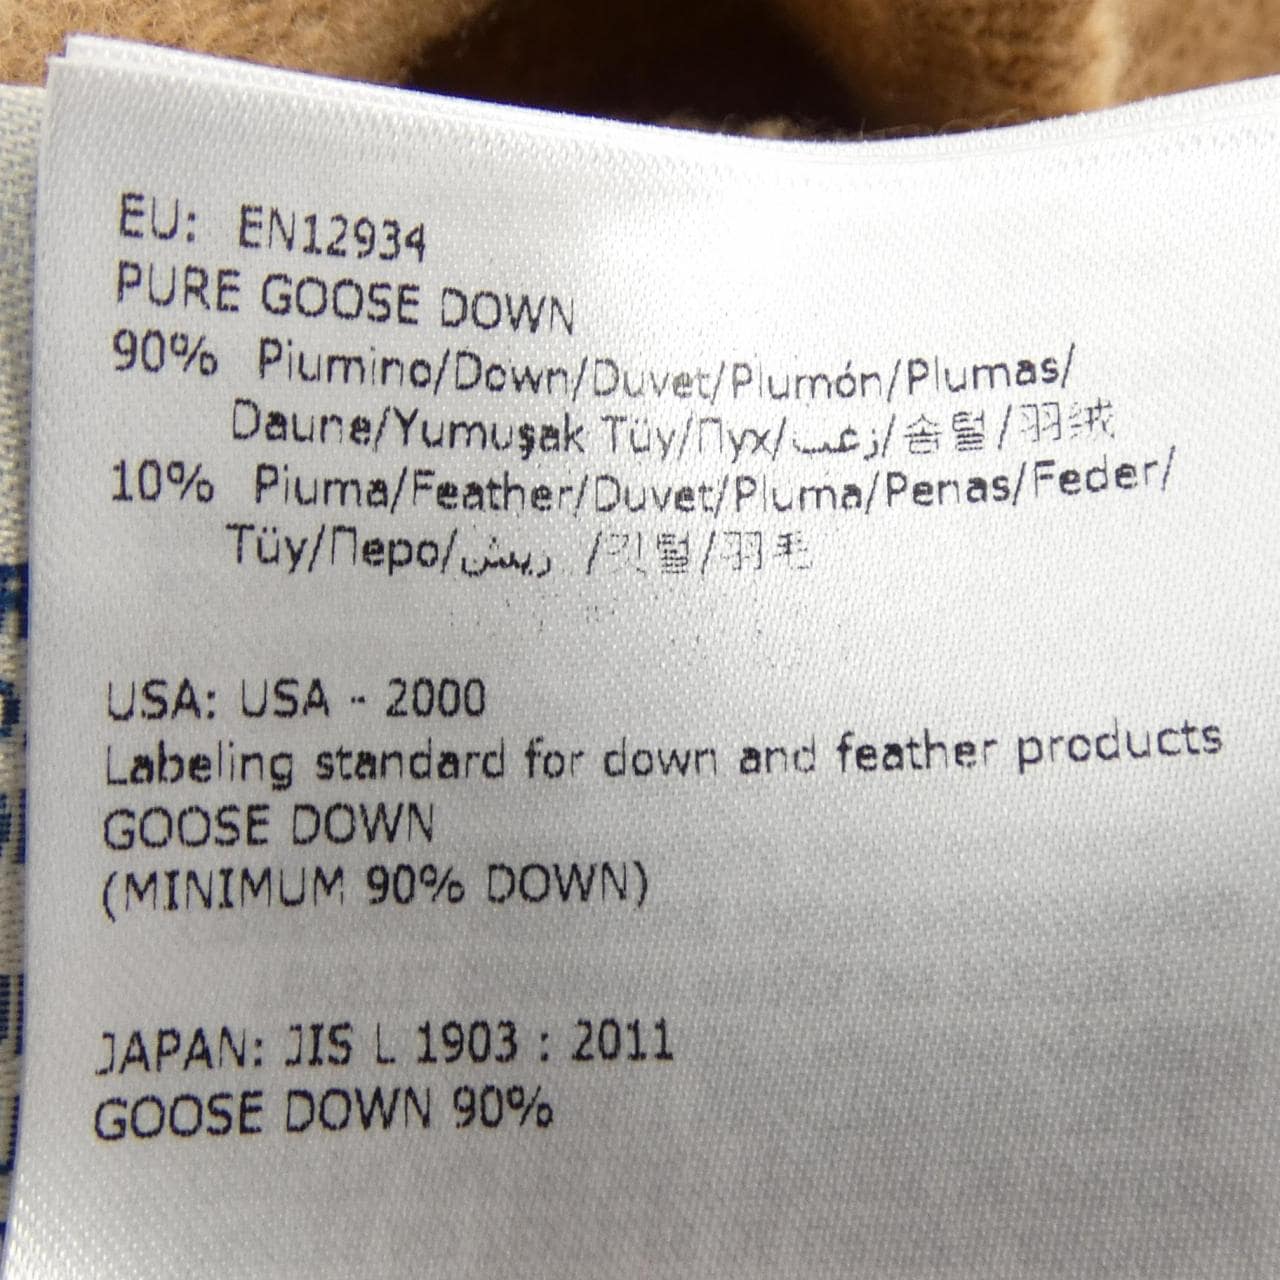 EU: EN12934
PURE GOOSE DOWN
90% Piumino/Down/Duvet/Plumón/Plumas/
Daune/Yumuşak Tüy/Пух/زغب/솜털/羽绒
10% Piuma/Feather/Duvet/Pluma/Penas/Feder/
Tüy/Перо/ريش /깃털/羽毛
USA: USA - 2000
Labeling standard for down and feather products
GOOSE DOWN
(MINIMUM 90% DOWN)
JAPAN: JIS L 1903 : 2011
GOOSE DOWN 90%